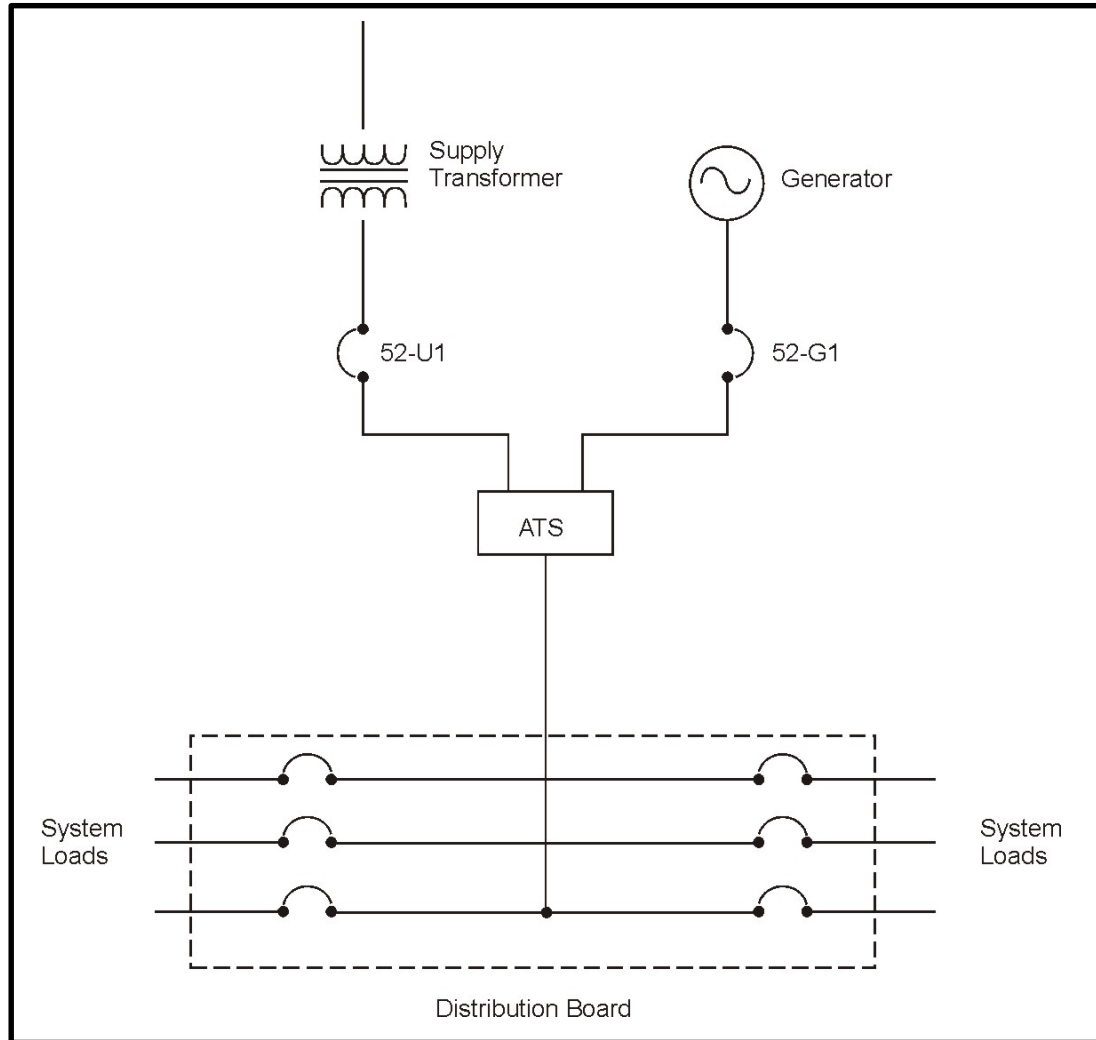 Supply
Transformer
Generator
52-U1
52-G1
ATS
System
Loads
System
Loads
Distribution Board